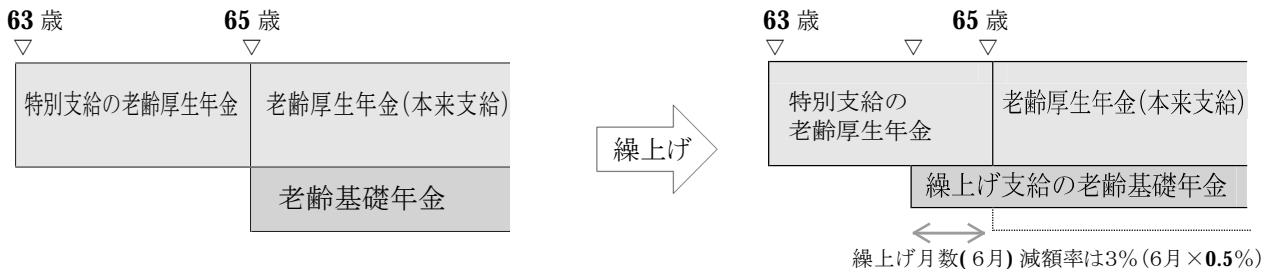 63 歳
65 歳
特別支給の老齢厚生年金
老齢厚生年金(本来支給)
老齢基礎年金
繰上げ
63 歳
65 歳
特別支給の
老齢厚生年金
老齢厚生年金(本来支給)
繰上げ支給の老齢基礎年金
繰上げ月数( 6月) 減額率は3%(6月×0.5%)